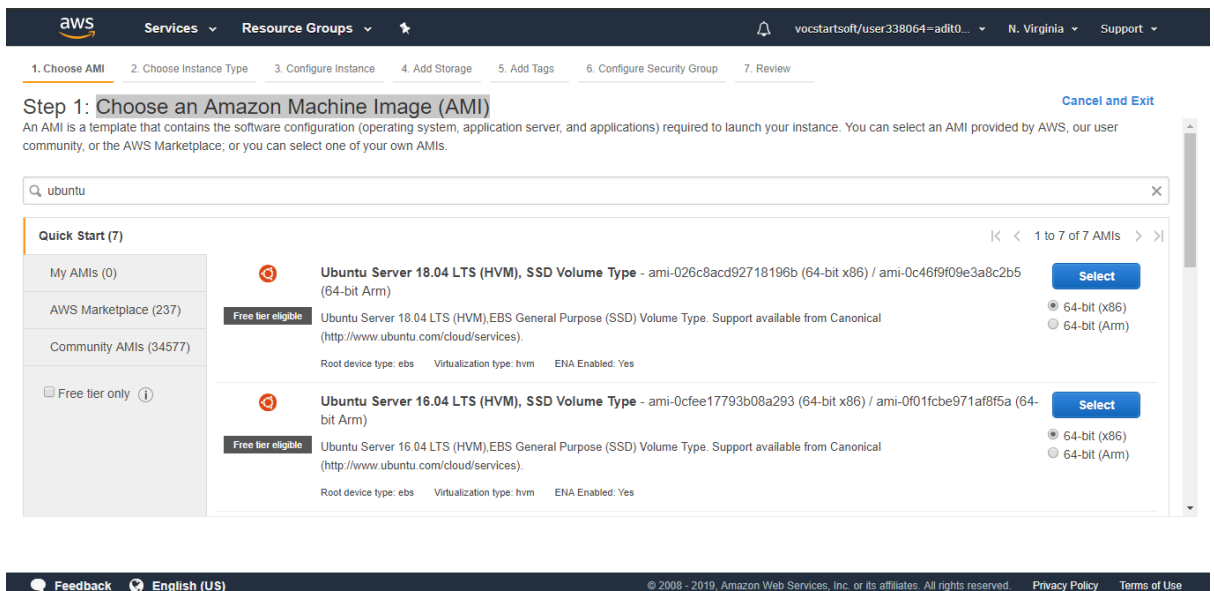 aws Services Resource Groups vocstartsoft/user338064=adit0... N. Virginia Support
1. Choose AMI 2. Choose Instance Type 3. Configure Instance 4. Add Storage 5. Add Tags 6. Configure Security Group 7. Review
Step 1: Choose an Amazon Machine Image (AMI) Cancel and Exit
An AMI is a template that contains the software configuration (operating system, application server, and applications) required to launch your instance. You can select an AMI provided by AWS, our user
community, or the AWS Marketplace; or you can select one of your own AMIs.
ubuntu
Quick Start (7) 1 to 7 of 7 AMIs
My AMIs (0)
AWS Marketplace (237)
Community AMIs (34577)
Free tier only
Ubuntu Server 18.04 LTS (HVM), SSD Volume Type - ami-026c8acd92718196b (64-bit x86) / ami-0c46f9f09e3a8c2b5
(64-bit Arm)
Free tier eligible
Ubuntu Server 18.04 LTS (HVM),EBS General Purpose (SSD) Volume Type. Support available from Canonical
(http://www.ubuntu.com/cloud/services).
Root device type: ebs Virtualization type: hvm ENA Enabled: Yes
Select
64-bit (x86)
64-bit (Arm)
Ubuntu Server 16.04 LTS (HVM), SSD Volume Type - ami-0cfee17793b08a293 (64-bit x86) / ami-0f01fcbe971af8f5a (64-
bit Arm)
Free tier eligible
Ubuntu Server 16.04 LTS (HVM),EBS General Purpose (SSD) Volume Type. Support available from Canonical
(http://www.ubuntu.com/cloud/services).
Root device type: ebs Virtualization type: hvm ENA Enabled: Yes
Select
64-bit (x86)
64-bit (Arm)
Feedback English (US) © 2008 - 2019, Amazon Web Services, Inc. or its affiliates. All rights reserved. Privacy Policy Terms of Use